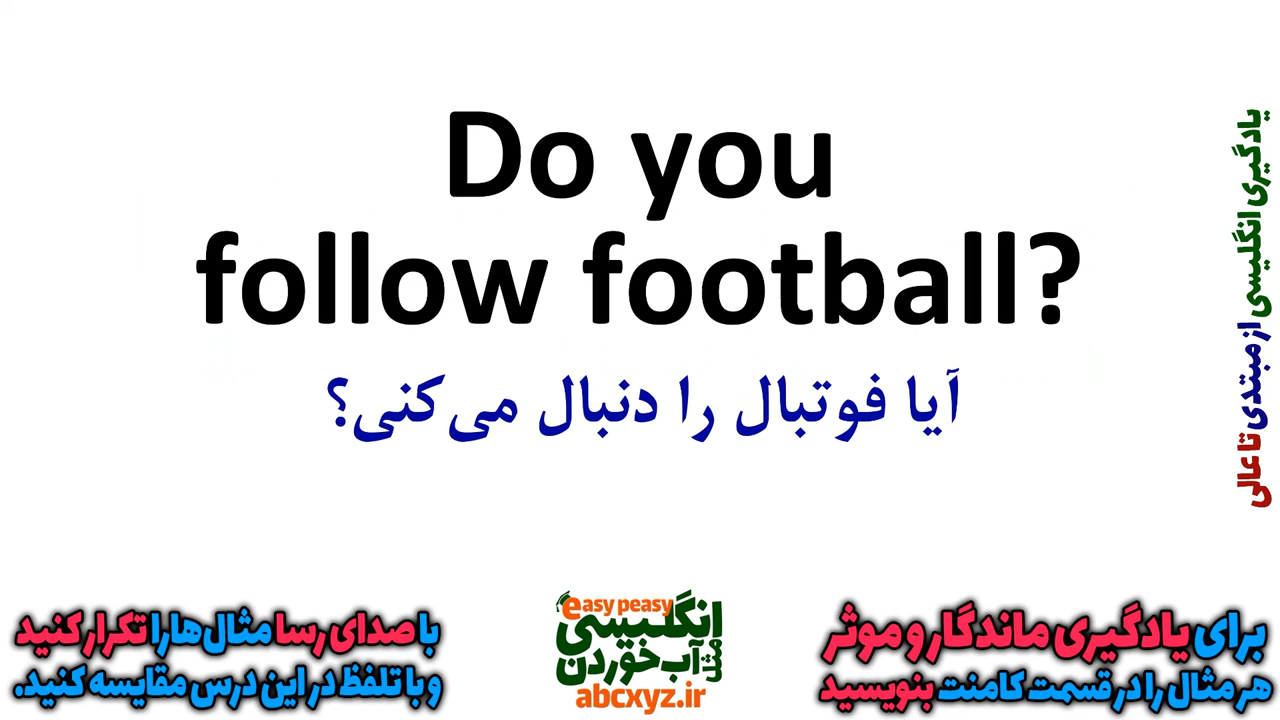 Do you
follow football?
آیا فوتبال را دنبال می‌کنی؟
یادگیری انگلیسی از مبتدی تا عالی
برای یادگیری ماندگار و موثر
هر مثال را در قسمت کامنت بنویسید
easy peasy
انگلیسی
مثل آب خوردن
abcxyz.ir
با صدای رسا مثال‌ها را تکرار کنید
و با تلفظ در این درس مقایسه کنید.